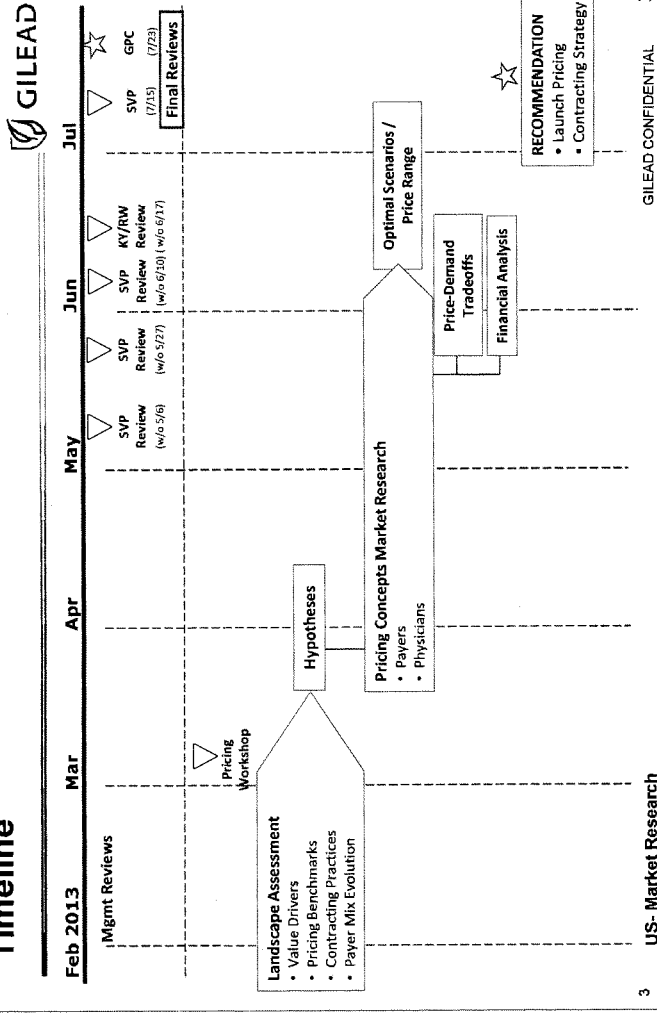 Timeline
GILEAD
Feb 2013 Mar Apr May Jun Jul
Mgmt Reviews
SVP
Review
(w/o 5/6)
SVP
Review
(w/o 5/27)
SVP
Review
(w/o 6/10)
KY/RW
Review
(w/o 6/17)
SVP
(7/15)
GPC
(7/23)
Final Reviews
Pricing
Workshop
Landscape Assessment
• Value Drivers
• Pricing Benchmarks
• Contracting Practices
• Payer Mix Evolution
Hypotheses
Pricing Concepts Market Research
• Payers
• Physicians
Optimal Scenarios /
Price Range
Price-Demand
Tradeoffs
Financial Analysis
RECOMMENDATION
• Launch Pricing
• Contracting Strategy
3
US- Market Research
GILEAD CONFIDENTIAL